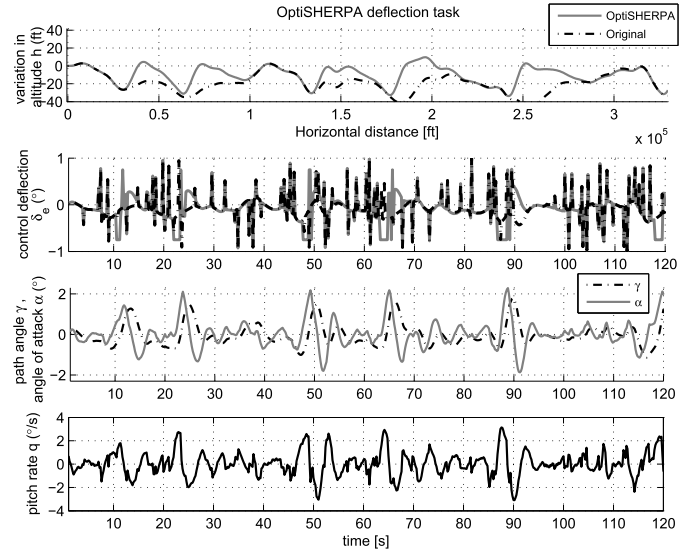 OptiSHERPA deflection task
OptiSHERPA
Original
variation in
altitude h (ft)
40
20
0
−20
−40
0 0.5 1 1.5 2 2.5 3
Horizontal distance [ft]
x 10^5
control deflection
δ_e (°)
1
0
−1
10 20 30 40 50 60 70 80 90 100 110 120
γ
α
path angle γ,
angle of attack α (°)
2
0
−2
10 20 30 40 50 60 70 80 90 100 110 120
pitch rate q (°/s)
4
2
0
−2
−4
10 20 30 40 50 60 70 80 90 100 110 120
time [s]